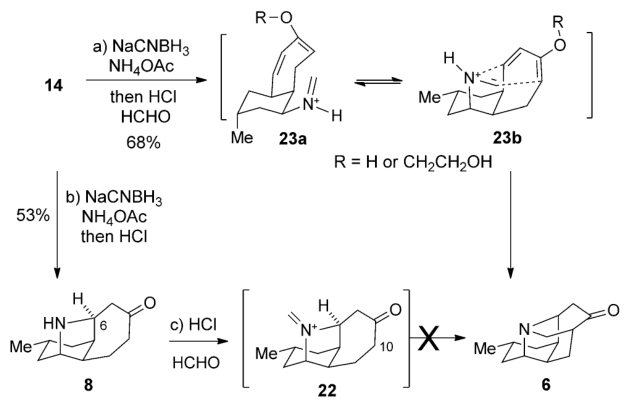 R–O
R
O
a) NaCNBH3
NH4OAc
14
then HCl
HCHO
68%
N+
H
Me
23a
H
N+
Me
23b
R = H or CH2CH2OH
53%
b) NaCNBH3
NH4OAc
then HCl
H
HN
6
O
Me
8
c) HCl
HCHO
H
N+
O
10
Me
22
X
N
O
Me
6